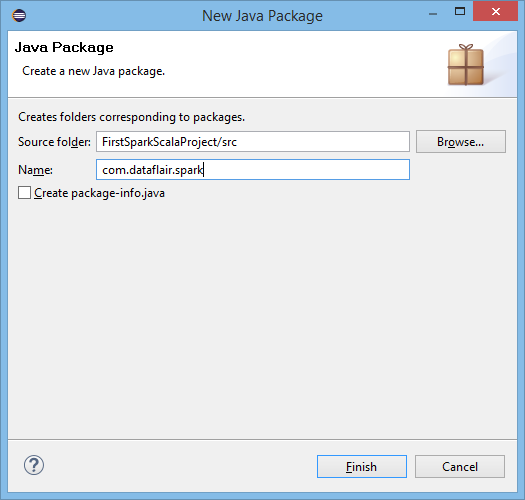 New Java Package
Java Package
Create a new Java package.
Creates folders corresponding to packages.
Source folder: FirstSparkScalaProject/src Browse...
Name: com.dataflair.spark
Create package-info.java
? Finish Cancel